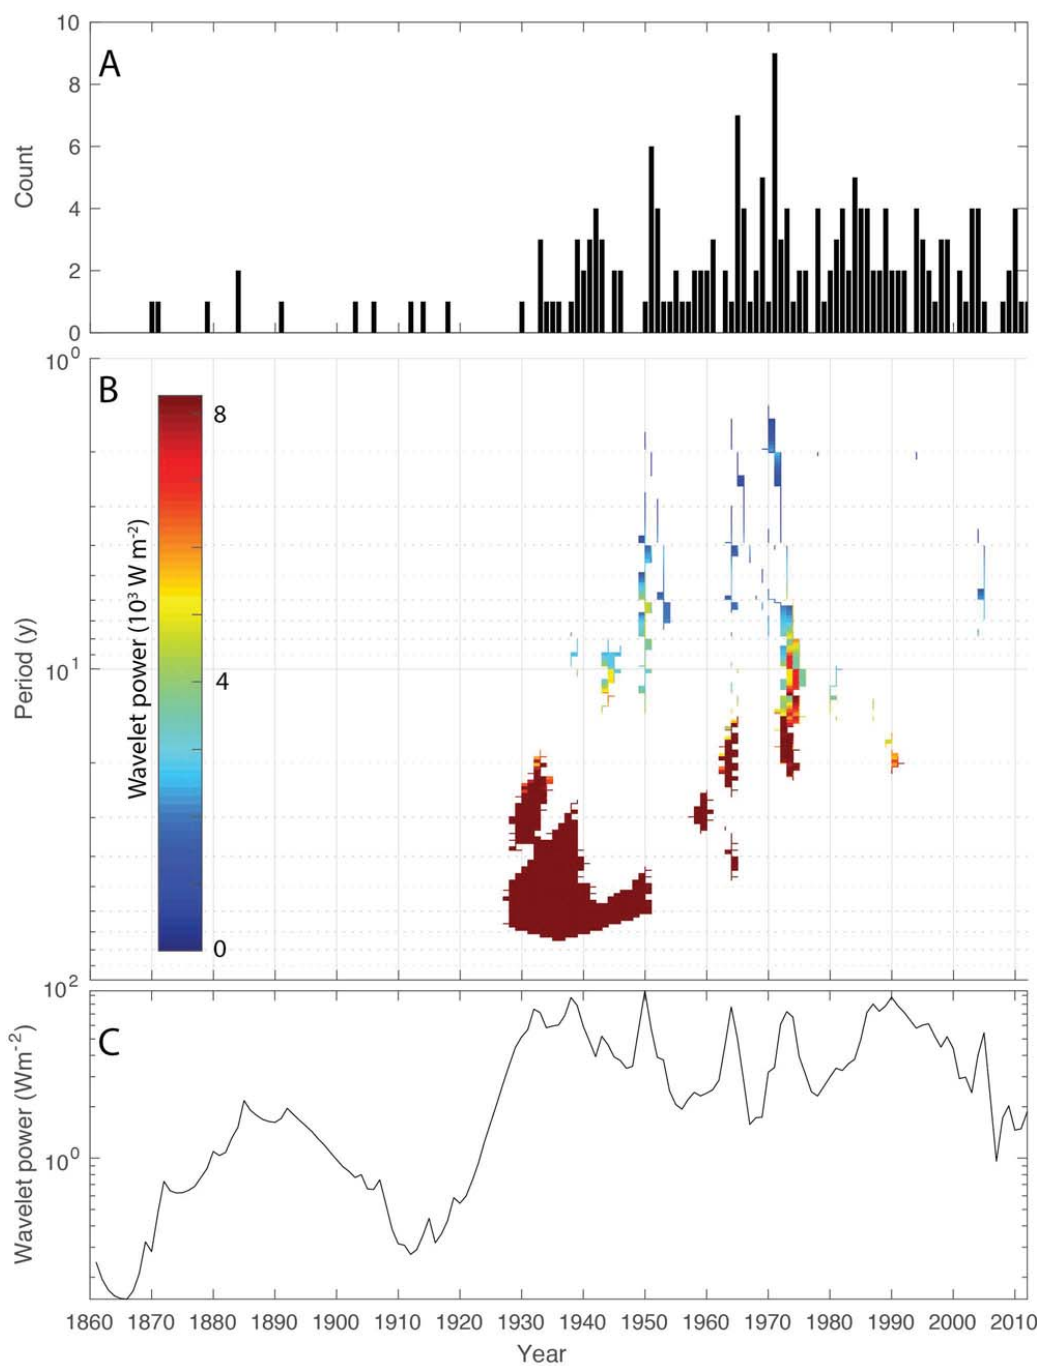 A
10
8
6
4
2
0
Count
B
10⁰
10¹
10²
Period (y)
8
4
0
Wavelet power (10³ W m⁻²)
C
10⁰
Wavelet power (Wm⁻²)
1860 1870 1880 1890 1900 1910 1920 1930 1940 1950 1960 1970 1980 1990 2000 2010
Year